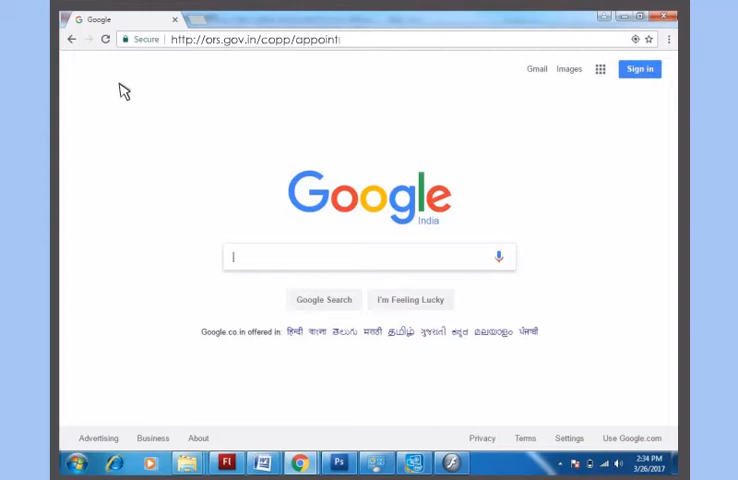 Google
Secure http://ors.gov.in/copp/appoint
Gmail Images Sign in
Google
India
Google Search I'm Feeling Lucky
Google.co.in offered in: हिन्दी বাংলা తెలుగు मराठी தமிழ் ગુજરાતી ಕನ್ನಡ മലയാളം ਪੰਜਾਬੀ
Advertising Business About Privacy Terms Settings Use Google.com
Fl Ps
2:34 PM
3/26/2017